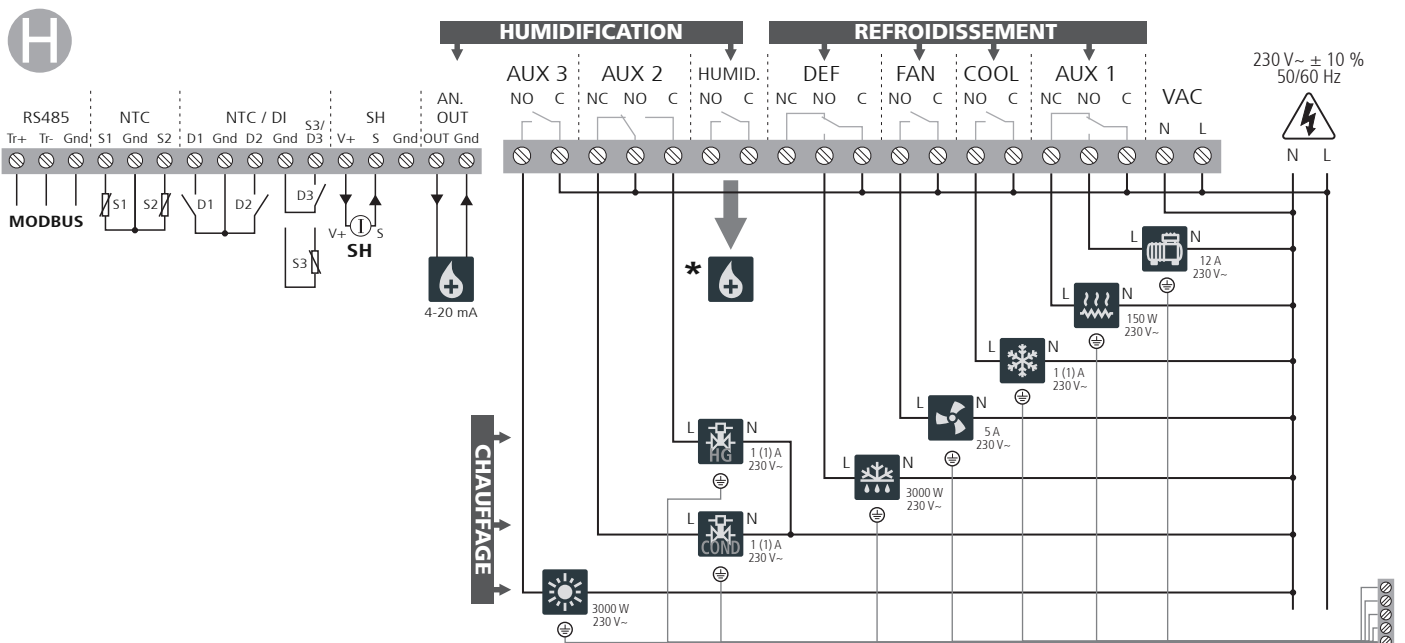 H
HUMIDIFICATION
REFROIDISSEMENT
230 V~ ± 10 %
50/60 Hz
AUX 3 AUX 2 HUMID. DEF FAN COOL AUX 1 VAC
NO C NC NO C NO C NC NO C NO C NO C NC NO C N L
N L
RS485 NTC NTC / DI SH AN. OUT
Tr+ Tr- Gnd S1 Gnd S2 D1 Gnd D2 Gnd S3/D3 V+ S Gnd OUT Gnd
MODBUS
S1 S2
D1 D2 D3
S3
V+ I S
SH
4-20 mA
*
L N
12 A
230 V~
L N
150 W
230 V~
L N
1 (1) A
230 V~
L N
5 A
230 V~
CHAUFFAGE
L N
HG
1 (1) A
230 V~
L N
3000 W
230 V~
L N
COND
1 (1) A
230 V~
3000 W
230 V~